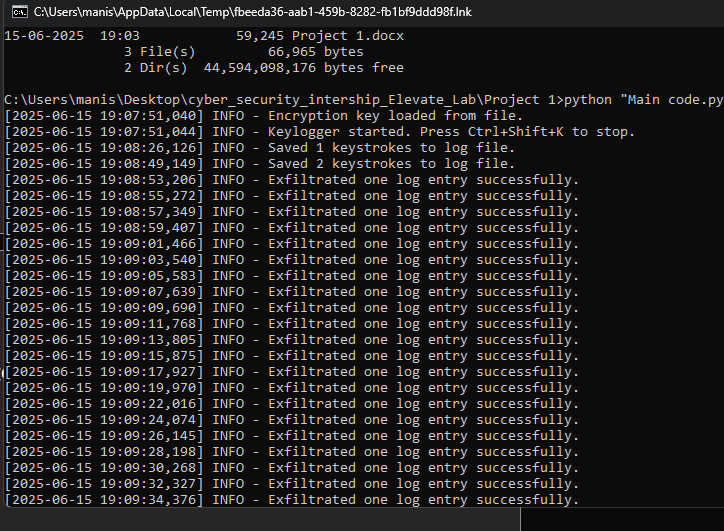 C:\Users\manis\AppData\Local\Temp\fbeeda36-aab1-459b-8282-fb1bf9ddd98f.lnk
15-06-2025  19:03            59,245 Project 1.docx
               3 File(s)         66,965 bytes
               2 Dir(s)  44,594,098,176 bytes free
C:\Users\manis\Desktop\cyber_security_intership_Elevate_Lab\Project 1>python "Main code.py
[2025-06-15 19:07:51,040] INFO - Encryption key loaded from file.
[2025-06-15 19:07:51,044] INFO - Keylogger started. Press Ctrl+Shift+K to stop.
[2025-06-15 19:08:26,126] INFO - Saved 1 keystrokes to log file.
[2025-06-15 19:08:49,149] INFO - Saved 2 keystrokes to log file.
[2025-06-15 19:08:53,206] INFO - Exfiltrated one log entry successfully.
[2025-06-15 19:08:55,272] INFO - Exfiltrated one log entry successfully.
[2025-06-15 19:08:57,349] INFO - Exfiltrated one log entry successfully.
[2025-06-15 19:08:59,407] INFO - Exfiltrated one log entry successfully.
[2025-06-15 19:09:01,466] INFO - Exfiltrated one log entry successfully.
[2025-06-15 19:09:03,540] INFO - Exfiltrated one log entry successfully.
[2025-06-15 19:09:05,583] INFO - Exfiltrated one log entry successfully.
[2025-06-15 19:09:07,639] INFO - Exfiltrated one log entry successfully.
[2025-06-15 19:09:09,690] INFO - Exfiltrated one log entry successfully.
[2025-06-15 19:09:11,768] INFO - Exfiltrated one log entry successfully.
[2025-06-15 19:09:13,805] INFO - Exfiltrated one log entry successfully.
[2025-06-15 19:09:15,875] INFO - Exfiltrated one log entry successfully.
[2025-06-15 19:09:17,927] INFO - Exfiltrated one log entry successfully.
[2025-06-15 19:09:19,970] INFO - Exfiltrated one log entry successfully.
[2025-06-15 19:09:22,016] INFO - Exfiltrated one log entry successfully.
[2025-06-15 19:09:24,074] INFO - Exfiltrated one log entry successfully.
[2025-06-15 19:09:26,145] INFO - Exfiltrated one log entry successfully.
[2025-06-15 19:09:28,198] INFO - Exfiltrated one log entry successfully.
[2025-06-15 19:09:30,268] INFO - Exfiltrated one log entry successfully.
[2025-06-15 19:09:32,327] INFO - Exfiltrated one log entry successfully.
[2025-06-15 19:09:34,376] INFO - Exfiltrated one log entry successfully.